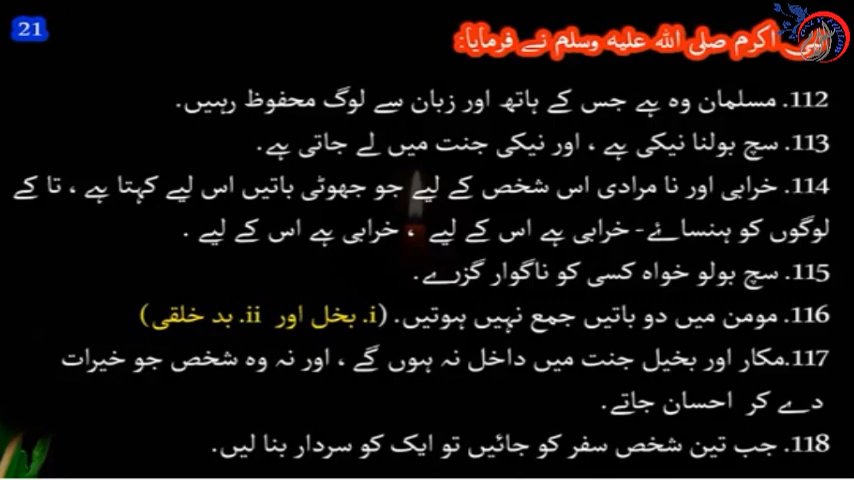 21
نبی اکرم صلی اللہ علیہ وسلم نے فرمایا:
112. مسلمان وہ ہے جس کے ہاتھ اور زبان سے لوگ محفوظ رہیں.
113. سچ بولنا نیکی ہے ، اور نیکی جنت میں لے جاتی ہے.
114. خرابی اور نا مرادی اس شخص کے لیے جو جھوٹی باتیں اس لیے کہتا ہے ، تا کے
لوگوں کو ہنسائے- خرابی ہے اس کے لیے ، خرابی ہے اس کے لیے .
115. سچ بولو خواہ کسی کو ناگوار گزرے.
116. مومن میں دو باتیں جمع نہیں ہوتیں. (i. بخل اور ii. بد خلقی)
117.مکار اور بخیل جنت میں داخل نہ ہوں گے ، اور نہ وہ شخص جو خیرات
دے کر احسان جاتے.
118. جب تین شخص سفر کو جائیں تو ایک کو سردار بنا لیں.